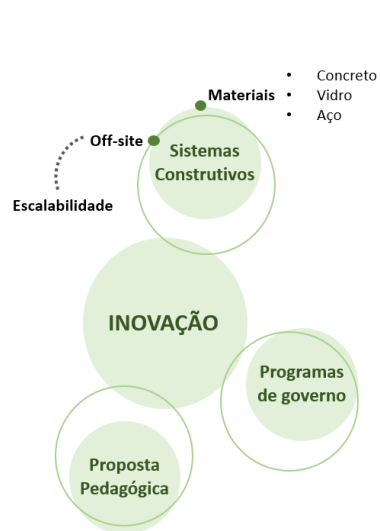 Materiais
• Concreto
• Vidro
• Aço
Off-site
Escalabilidade
Sistemas
Construtivos
INOVAÇÃO
Programas
de governo
Proposta
Pedagógica